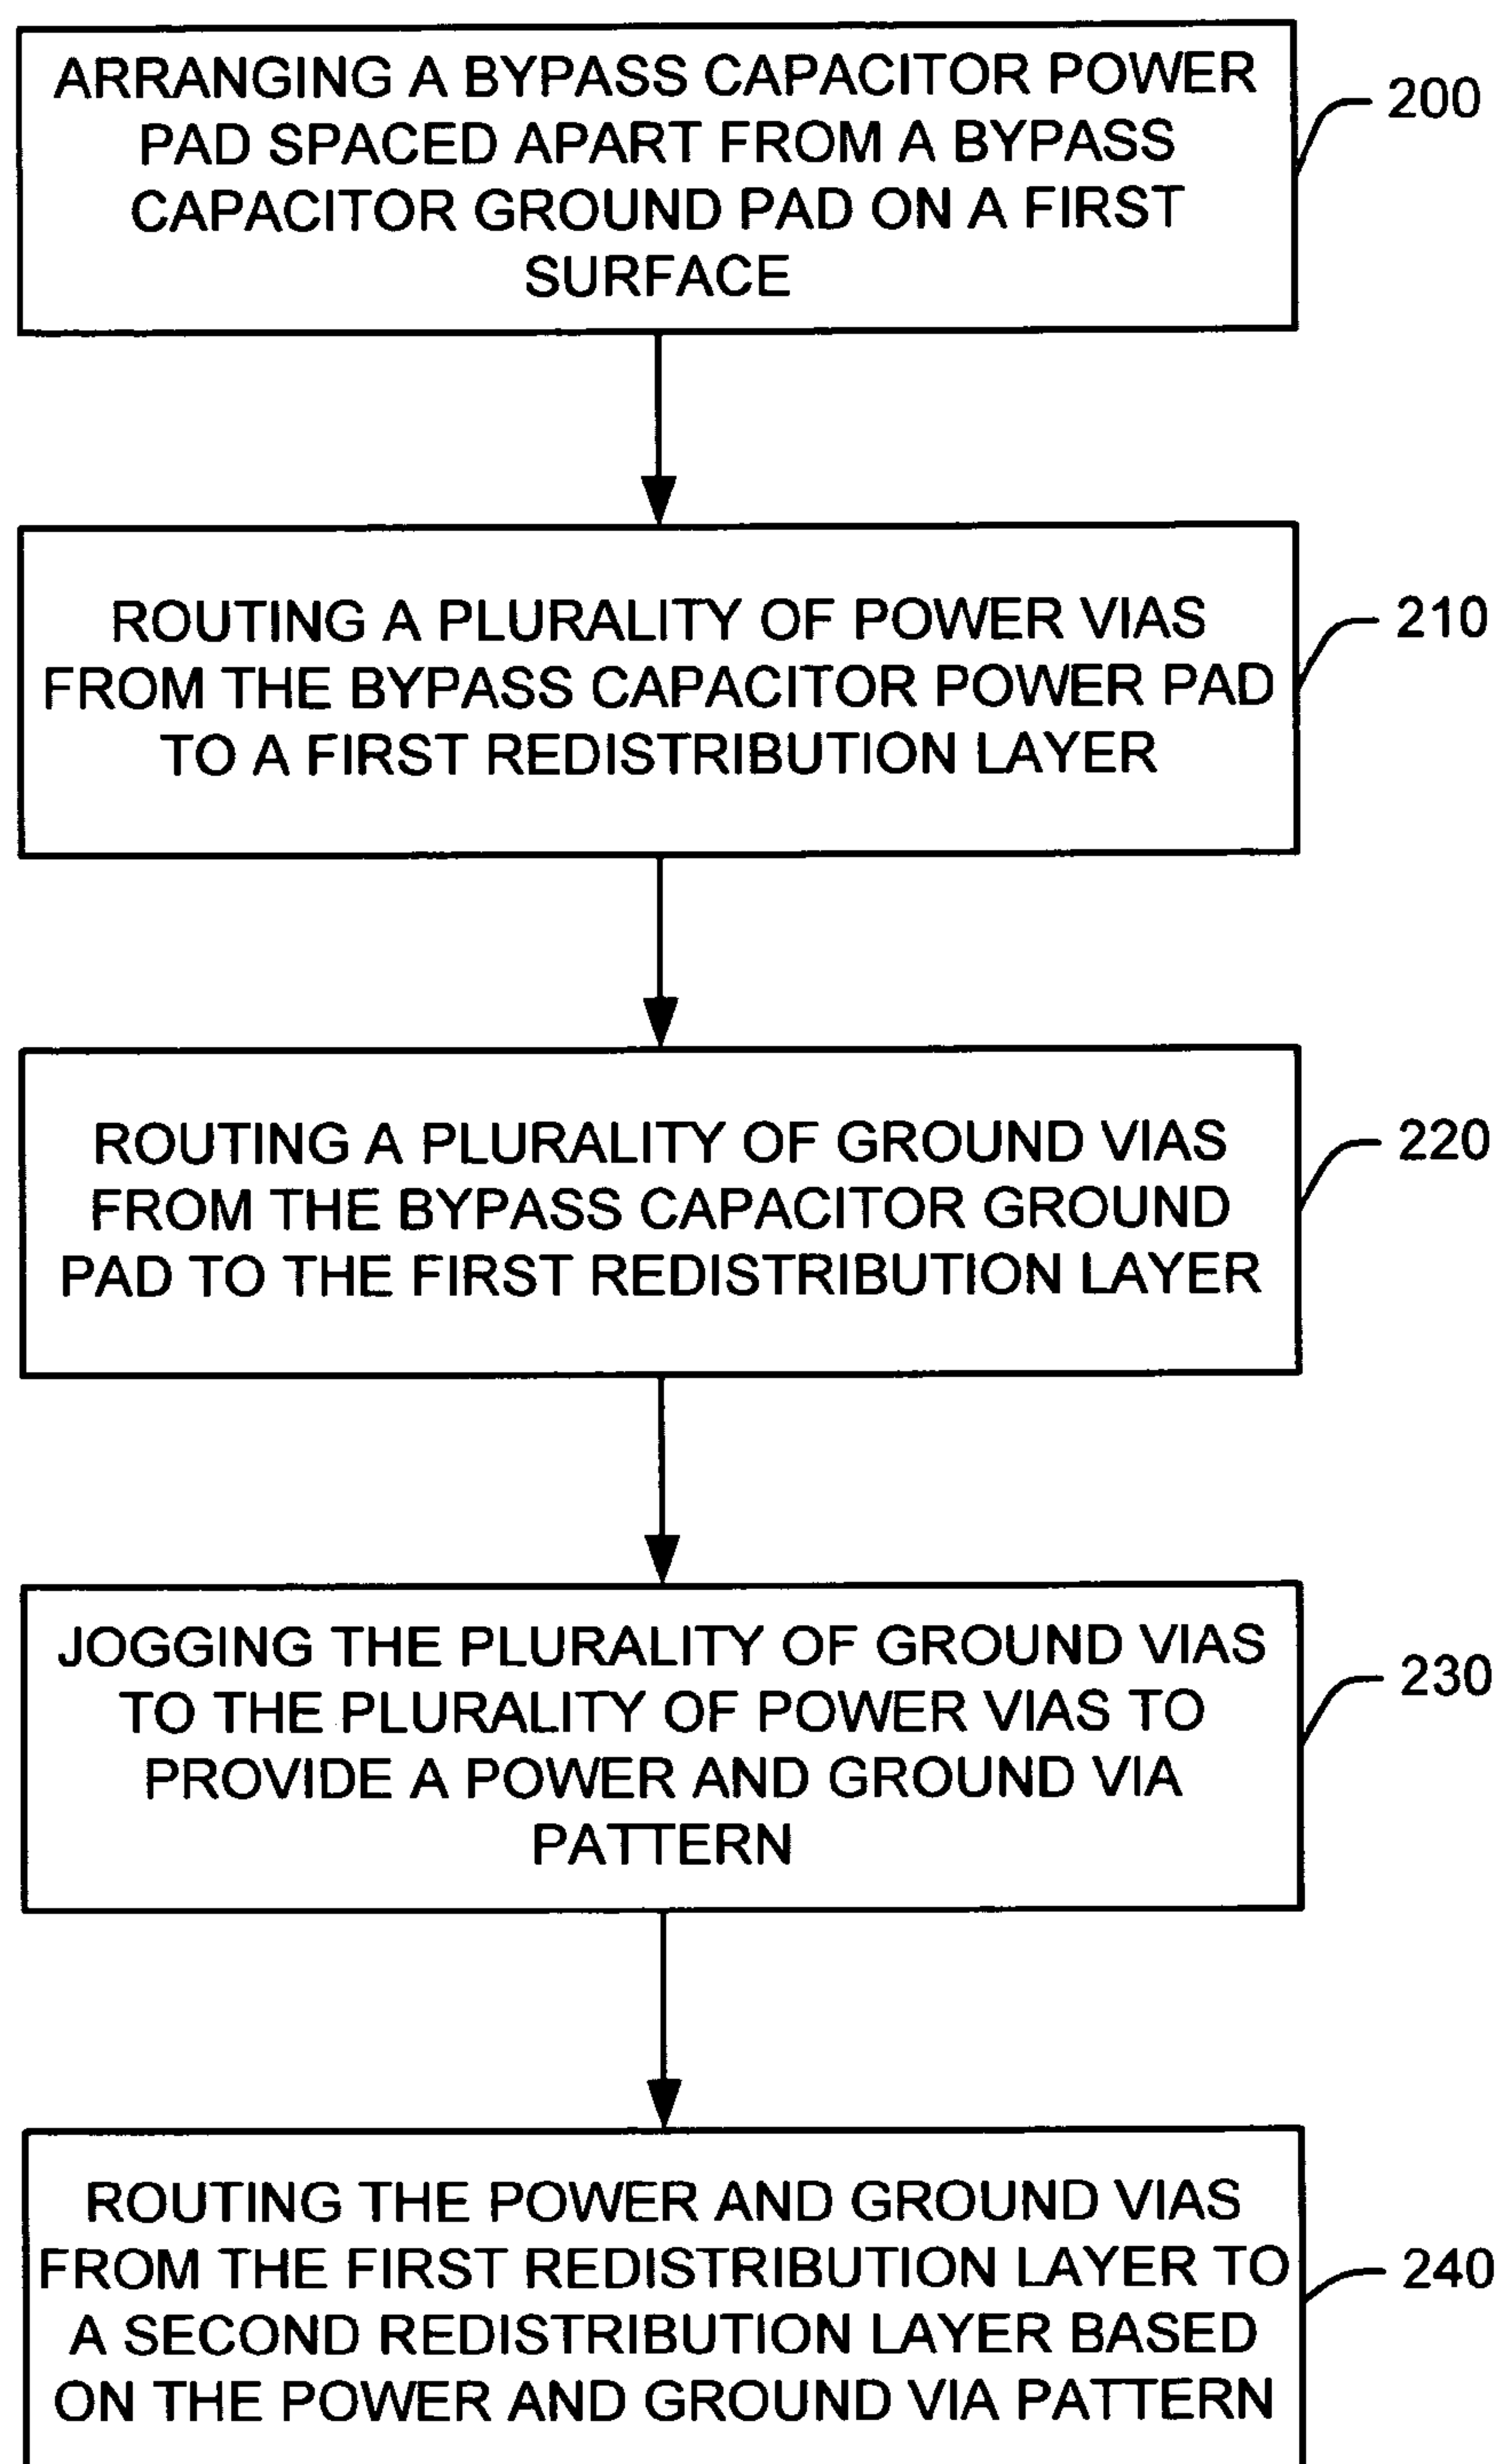 ARRANGING A BYPASS CAPACITOR POWER
PAD SPACED APART FROM A BYPASS
CAPACITOR GROUND PAD ON A FIRST
SURFACE
200
ROUTING A PLURALITY OF POWER VIAS
FROM THE BYPASS CAPACITOR POWER PAD
TO A FIRST REDISTRIBUTION LAYER
210
ROUTING A PLURALITY OF GROUND VIAS
FROM THE BYPASS CAPACITOR GROUND
PAD TO THE FIRST REDISTRIBUTION LAYER
220
JOGGING THE PLURALITY OF GROUND VIAS
TO THE PLURALITY OF POWER VIAS TO
PROVIDE A POWER AND GROUND VIA
PATTERN
230
ROUTING THE POWER AND GROUND VIAS
FROM THE FIRST REDISTRIBUTION LAYER TO
A SECOND REDISTRIBUTION LAYER BASED
ON THE POWER AND GROUND VIA PATTERN
240